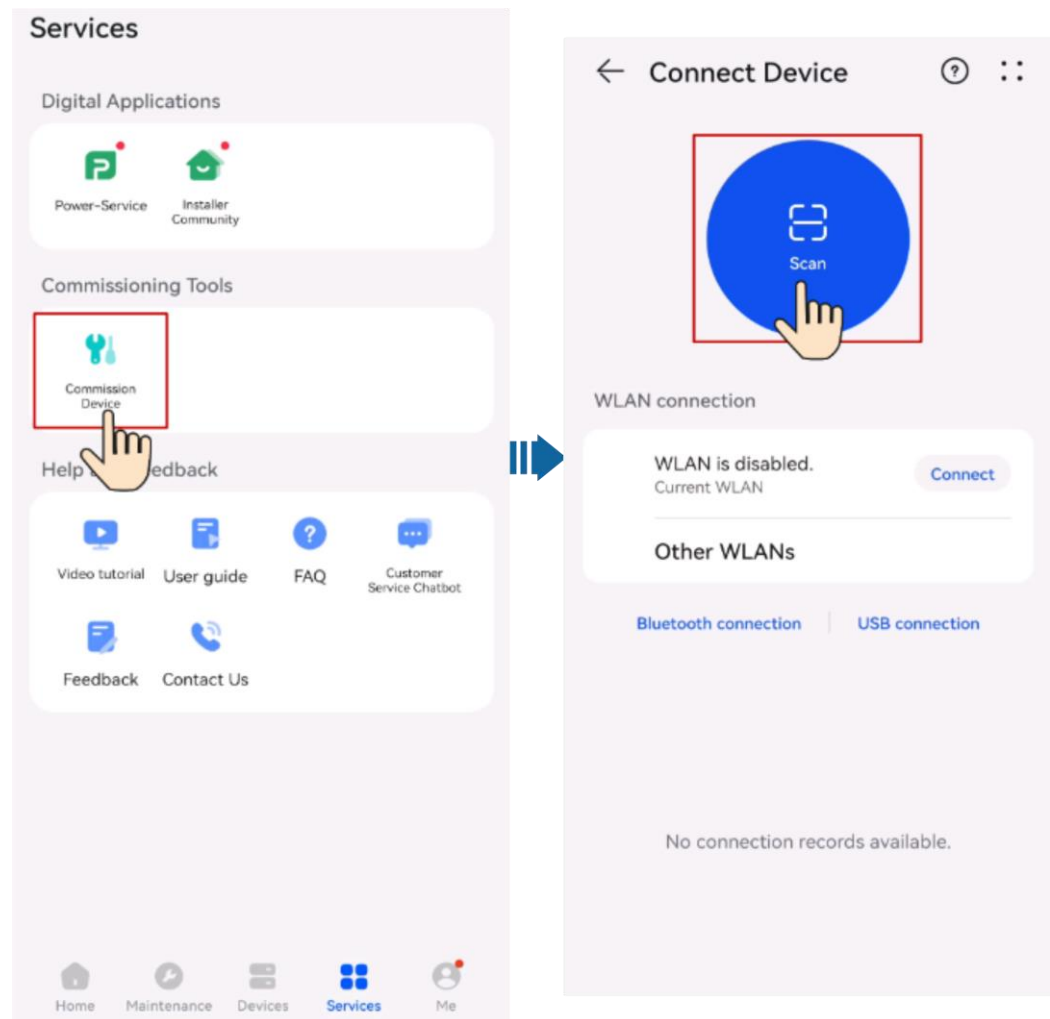 Services
Digital Applications
Power-Service
Installer
Community
Commissioning Tools
Commission
Device
Help edback
Video tutorial
User guide
FAQ
Customer
Service Chatbot
Feedback
Contact Us
Home
Maintenance
Devices
Services
Me
Connect Device
Scan
WLAN connection
WLAN is disabled.
Current WLAN
Connect
Other WLANs
Bluetooth connection
USB connection
No connection records available.